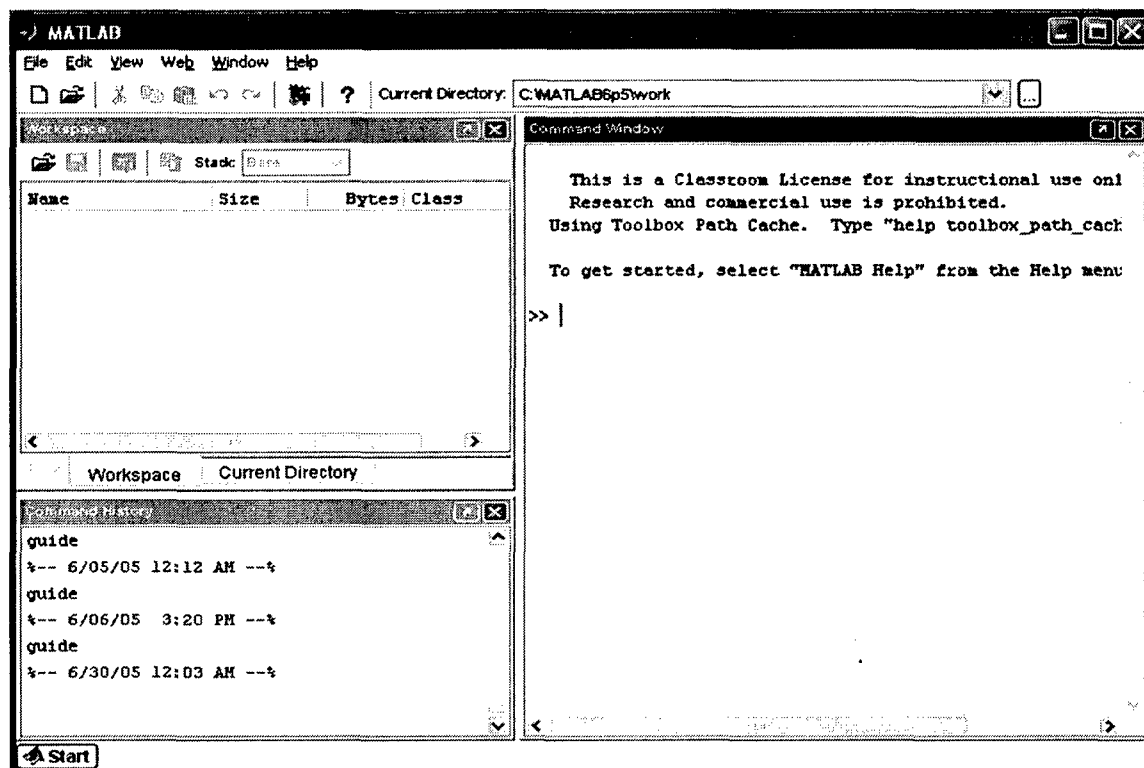 MATLAB
File Edit View Web Window Help
? Current Directory: C:\MATLAB6p5\work ...
Workspace
Stack: Base
Name Size Bytes Class
Workspace Current Directory
Command History
guide
%-- 6/05/05 12:12 AM --%
guide
%-- 6/06/05 3:20 PM --%
guide
%-- 6/30/05 12:03 AM --%
Command Window
This is a Classroom License for instructional use onl
Research and commercial use is prohibited.
Using Toolbox Path Cache. Type "help toolbox_path_cach
To get started, select "MATLAB Help" from the Help menu
>>
Start